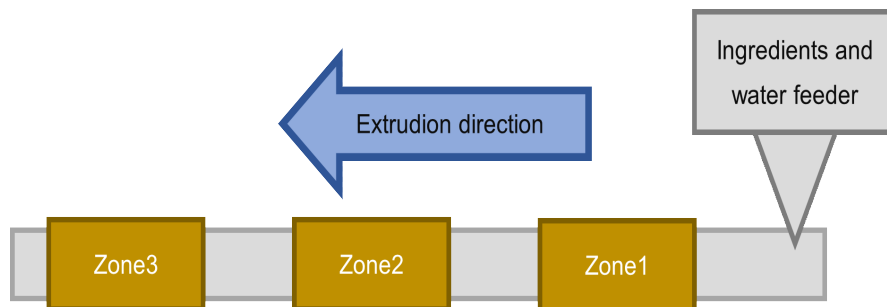 Ingredients and
water feeder
Extrudion direction
Zone3
Zone2
Zone1